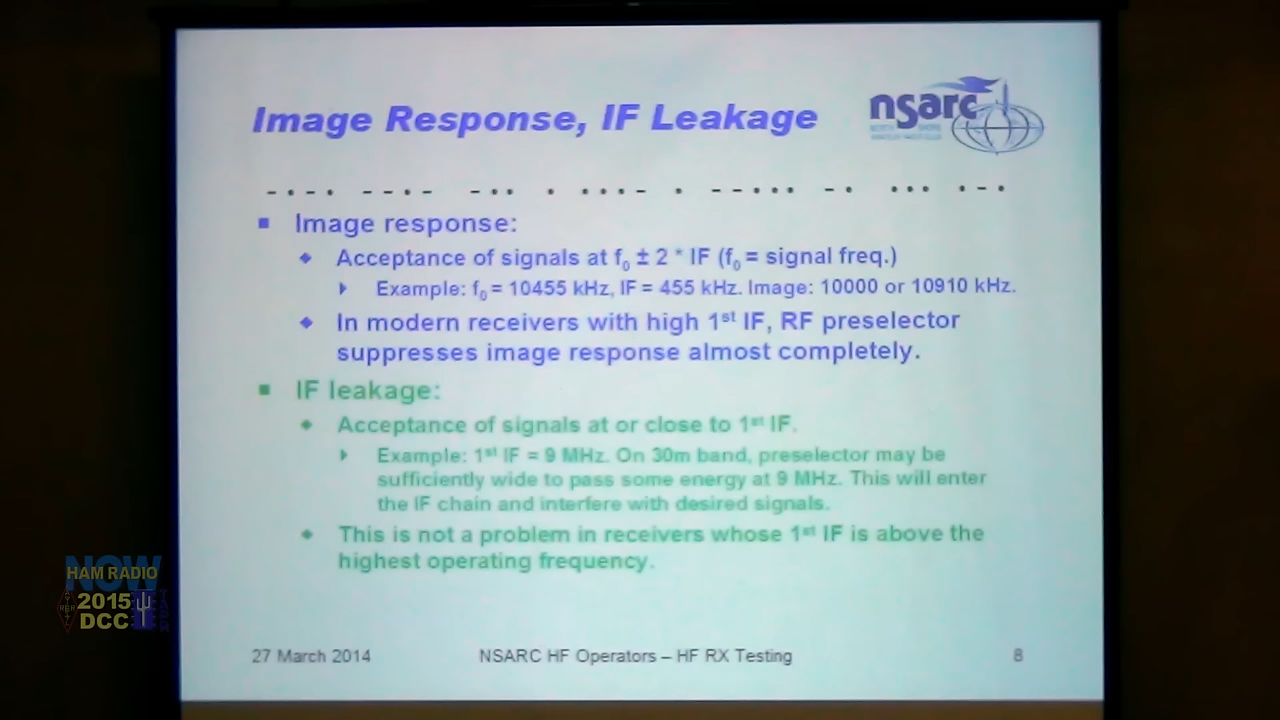 Image Response, IF Leakage
nsarc
Image response:
Acceptance of signals at f₀ ± 2 * IF (f₀ = signal freq.)
Example: f₀ = 10455 kHz, IF = 455 kHz. Image: 10000 or 10910 kHz.
In modern receivers with high 1ˢᵗ IF, RF preselector
suppresses image response almost completely.
IF leakage:
Acceptance of signals at or close to 1ˢᵗ IF.
Example: 1ˢᵗ IF = 9 MHz. On 30m band, preselector may be
sufficiently wide to pass some energy at 9 MHz. This will enter
the IF chain and interfere with desired signals.
This is not a problem in receivers whose 1ˢᵗ IF is above the
highest operating frequency.
27 March 2014
NSARC HF Operators – HF RX Testing
8
NOW
HAM RADIO
2015
DCC